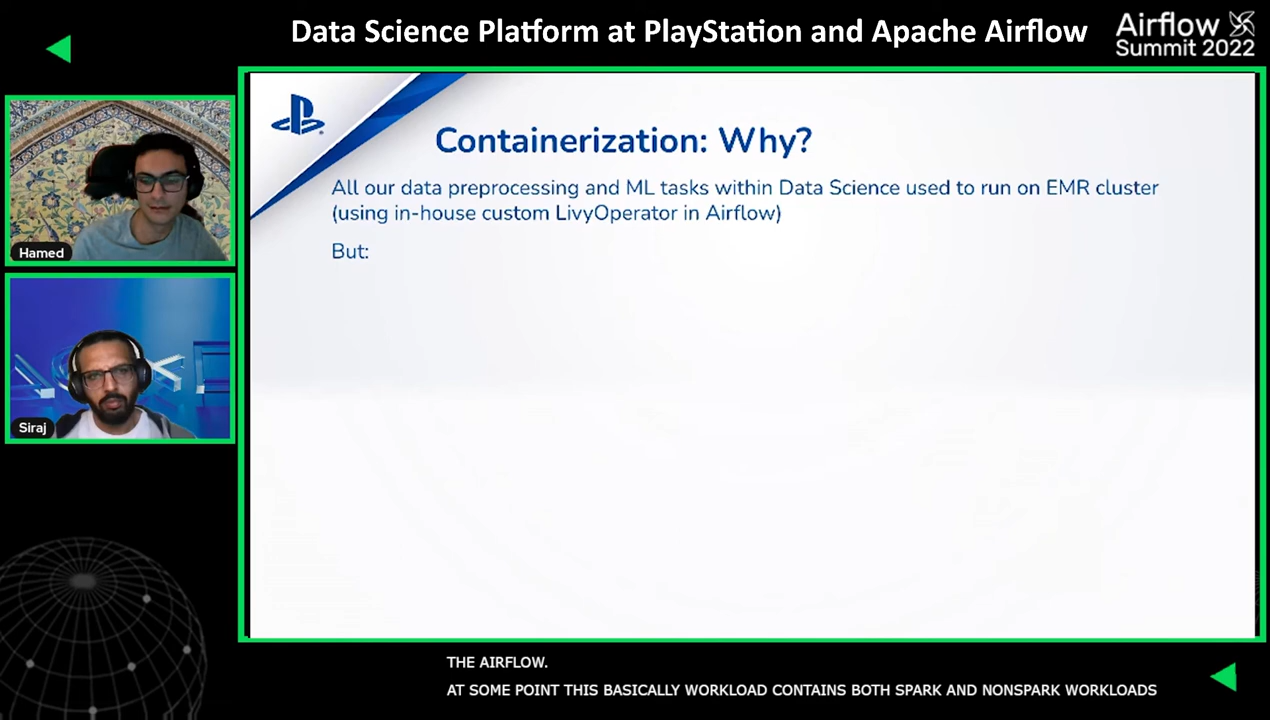 Data Science Platform at PlayStation and Apache Airflow
Airflow
Summit 2022
Hamed
Siraj
Containerization: Why?
All our data preprocessing and ML tasks within Data Science used to run on EMR cluster
(using in-house custom LivyOperator in Airflow)
But:
THE AIRFLOW.
AT SOME POINT THIS BASICALLY WORKLOAD CONTAINS BOTH SPARK AND NONSPARK WORKLOADS